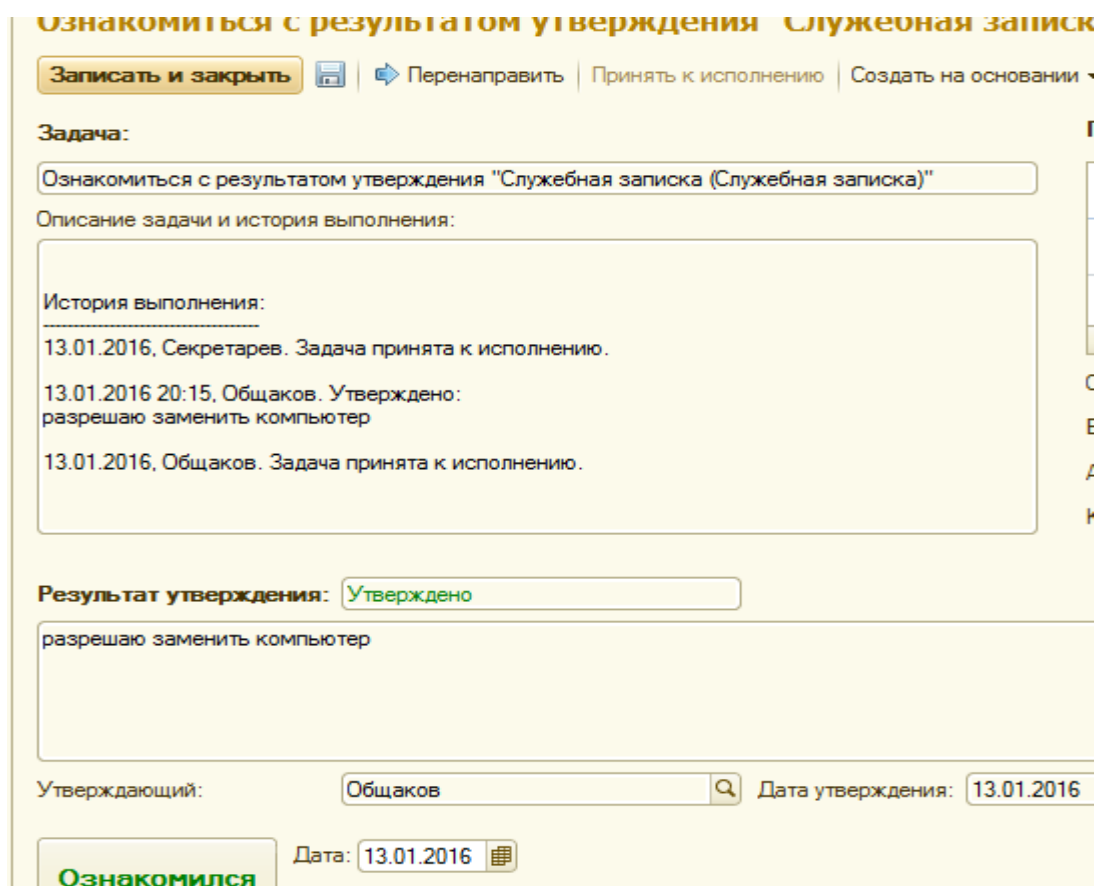 Ознакомиться с результатом утверждения "Служебная записк
Записать и закрыть Перенаправить Принять к исполнению Создать на основании
Задача:
Ознакомиться с результатом утверждения "Служебная записка (Служебная записка)"
Описание задачи и история выполнения:
История выполнения:
------------------------------------
13.01.2016, Секретарев. Задача принята к исполнению.
13.01.2016 20:15, Общаков. Утверждено:
разрешаю заменить компьютер
13.01.2016, Общаков. Задача принята к исполнению.
Результат утверждения: Утверждено
разрешаю заменить компьютер
Утверждающий: Общаков Дата утверждения: 13.01.2016
Дата: 13.01.2016
Ознакомился